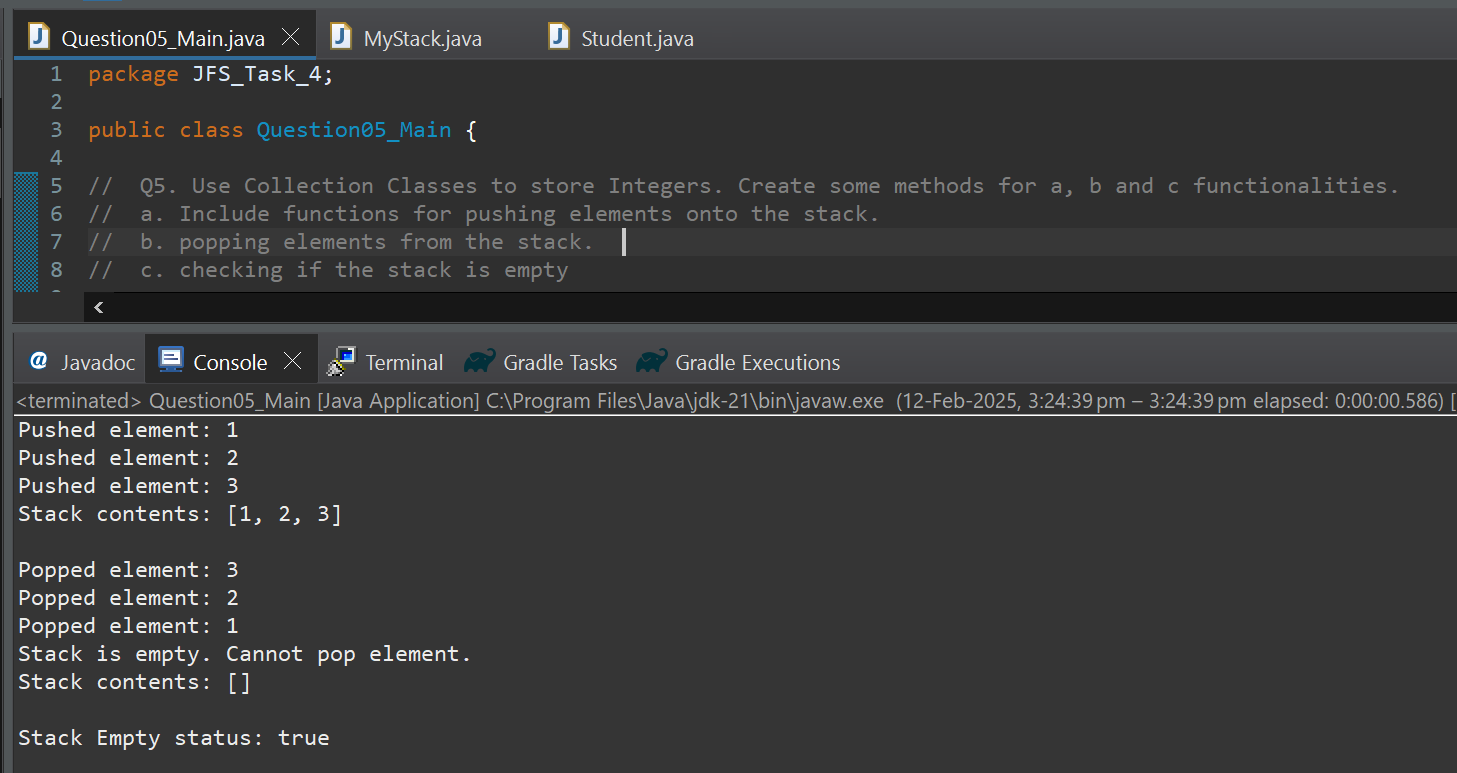 Question05_Main.java MyStack.java Student.java
1 package JFS_Task_4;
2
3 public class Question05_Main {
4
5 // Q5. Use Collection Classes to store Integers. Create some methods for a, b and c functionalities.
6 // a. Include functions for pushing elements onto the stack.
7 // b. popping elements from the stack.
8 // c. checking if the stack is empty
@ Javadoc Console Terminal Gradle Tasks Gradle Executions
<terminated> Question05_Main [Java Application] C:\Program Files\Java\jdk-21\bin\javaw.exe (12-Feb-2025, 3:24:39 pm – 3:24:39 pm elapsed: 0:00:00.586) [
Pushed element: 1
Pushed element: 2
Pushed element: 3
Stack contents: [1, 2, 3]
Popped element: 3
Popped element: 2
Popped element: 1
Stack is empty. Cannot pop element.
Stack contents: []
Stack Empty status: true